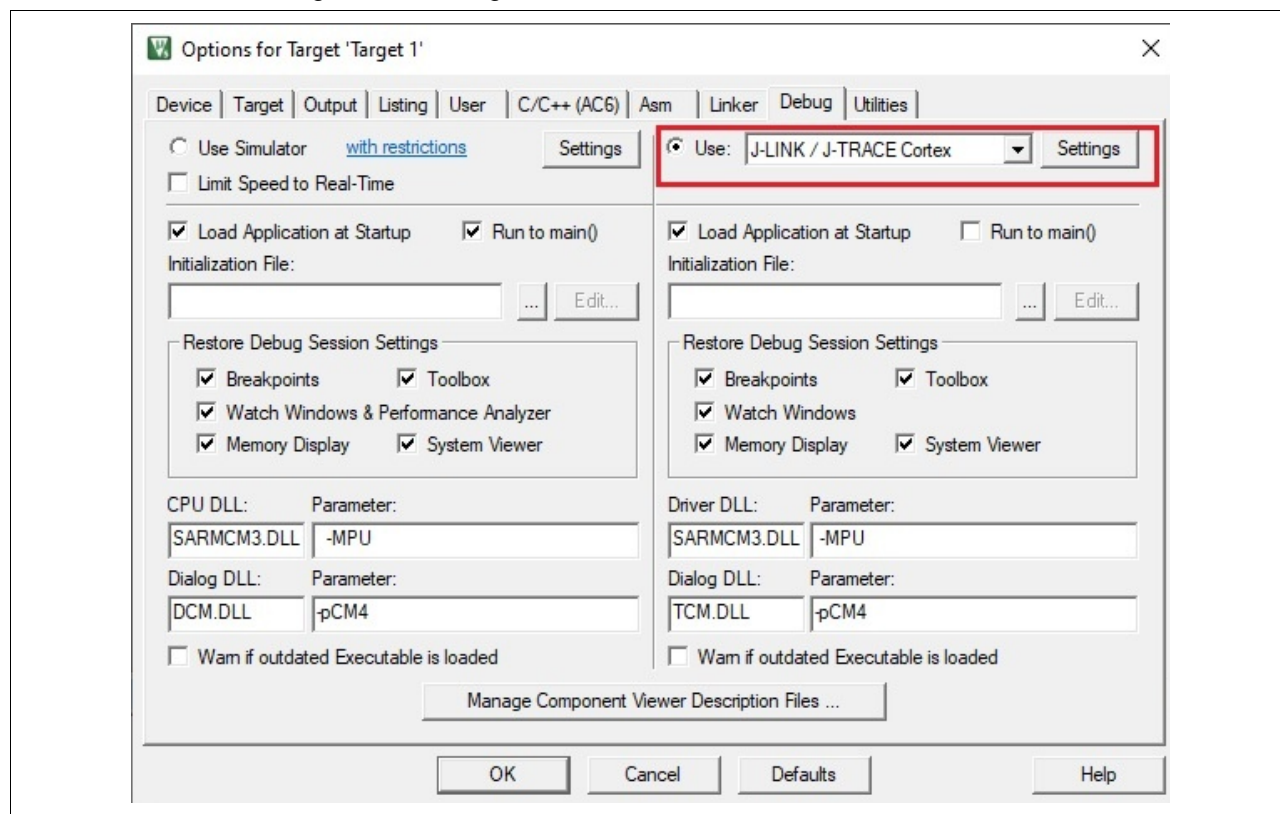 Options for Target 'Target 1'
Device Target Output Listing User C/C++ (AC6) Asm Linker Debug Utilities
Use Simulator with restrictions Settings
Limit Speed to Real-Time
Use: J-LINK / J-TRACE Cortex Settings
Load Application at Startup Run to main()
Initialization File:
... Edit...
Restore Debug Session Settings
Breakpoints Toolbox
Watch Windows & Performance Analyzer
Memory Display System Viewer
CPU DLL: Parameter:
SARMCM3.DLL -MPU
Dialog DLL: Parameter:
DCM.DLL -pCM4
Warn if outdated Executable is loaded
Load Application at Startup Run to main()
Initialization File:
... Edit...
Restore Debug Session Settings
Breakpoints Toolbox
Watch Windows
Memory Display System Viewer
Driver DLL: Parameter:
SARMCM3.DLL -MPU
Dialog DLL: Parameter:
TCM.DLL -pCM4
Warn if outdated Executable is loaded
Manage Component Viewer Description Files ...
OK Cancel Defaults Help